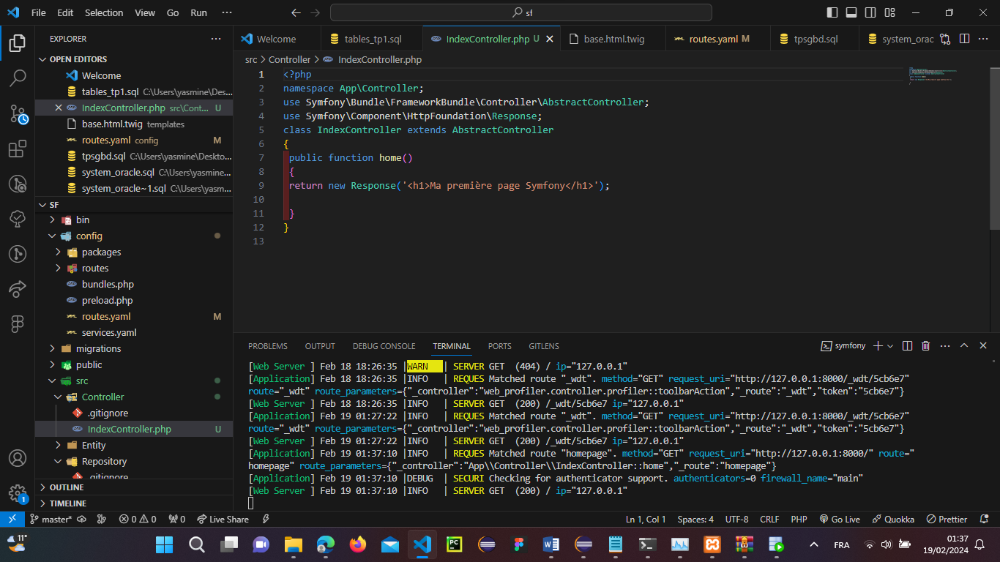 File Edit Selection View Go Run ··· sf
EXPLORER ···
OPEN EDITORS
Welcome
tables_tp1.sql C:\Users\yasmine\Des...
IndexController.php src\Cont... U
base.html.twig templates
routes.yaml config M
tpsgbd.sql C:\Users\yasmine\Deskto...
system_oracle.sql C:\Users\yasmine...
system_oracle~1.sql C:\Users\yasm...
SF
bin
config
packages
routes
bundles.php
preload.php
routes.yaml M
services.yaml
migrations
public
src
Controller
.gitignore
IndexController.php U
Entity
Repository
.gitignore
OUTLINE
TIMELINE
Welcome tables_tp1.sql IndexController.php U base.html.twig routes.yaml M tpsgbd.sql system_orac ···
src > Controller > IndexController.php
1 <?php
2 namespace App\Controller;
3 use Symfony\Bundle\FrameworkBundle\Controller\AbstractController;
4 use Symfony\Component\HttpFoundation\Response;
5 class IndexController extends AbstractController
6 {
7 public function home()
8 {
9 return new Response('<h1>Ma première page Symfony</h1>');
10
11 }
12 }
13
PROBLEMS OUTPUT DEBUG CONSOLE TERMINAL PORTS GITLENS symfony ···
[Web Server ] Feb 18 18:26:35 |WARN | SERVER GET (404) / ip="127.0.0.1"
[Application] Feb 18 18:26:35 |INFO | REQUES Matched route "_wdt". method="GET" request_uri="http://127.0.0.1:8000/_wdt/5cb6e7"
route="_wdt" route_parameters={"_controller":"web_profiler.controller.profiler::toolbarAction","_route":"_wdt","token":"5cb6e7"}
[Web Server ] Feb 18 18:26:35 |INFO | SERVER GET (200) /_wdt/5cb6e7 ip="127.0.0.1"
[Application] Feb 19 01:27:22 |INFO | REQUES Matched route "_wdt". method="GET" request_uri="http://127.0.0.1:8000/_wdt/5cb6e7"
route="_wdt" route_parameters={"_controller":"web_profiler.controller.profiler::toolbarAction","_route":"_wdt","token":"5cb6e7"}
[Web Server ] Feb 19 01:27:22 |INFO | SERVER GET (200) /_wdt/5cb6e7 ip="127.0.0.1"
[Application] Feb 19 01:37:10 |INFO | REQUES Matched route "homepage". method="GET" request_uri="http://127.0.0.1:8000/" route="
homepage" route_parameters={"_controller":"App\\Controller\\IndexController::home","_route":"homepage"}
[Application] Feb 19 01:37:10 |DEBUG | SECURI Checking for authenticator support. authenticators=0 firewall_name="main"
[Web Server ] Feb 19 01:37:10 |INFO | SERVER GET (200) / ip="127.0.0.1"
1
master* 0 0 0 Live Share Ln 1, Col 1 Spaces: 4 UTF-8 CRLF PHP Go Live Quokka Prettier
11° PC W FRA 01:37
19/02/2024